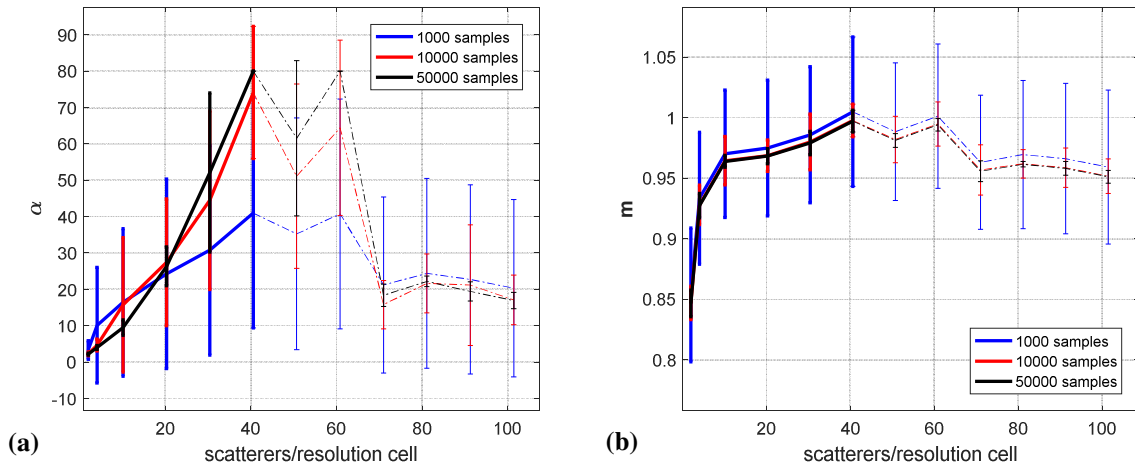 90
80
70
60
50
40
30
20
10
0
-10
α
20 40 60 80 100
scatterers/resolution cell
1000 samples
10000 samples
50000 samples
(a)
1.05
1
0.95
0.9
0.85
0.8
m
20 40 60 80 100
scatterers/resolution cell
1000 samples
10000 samples
50000 samples
(b)